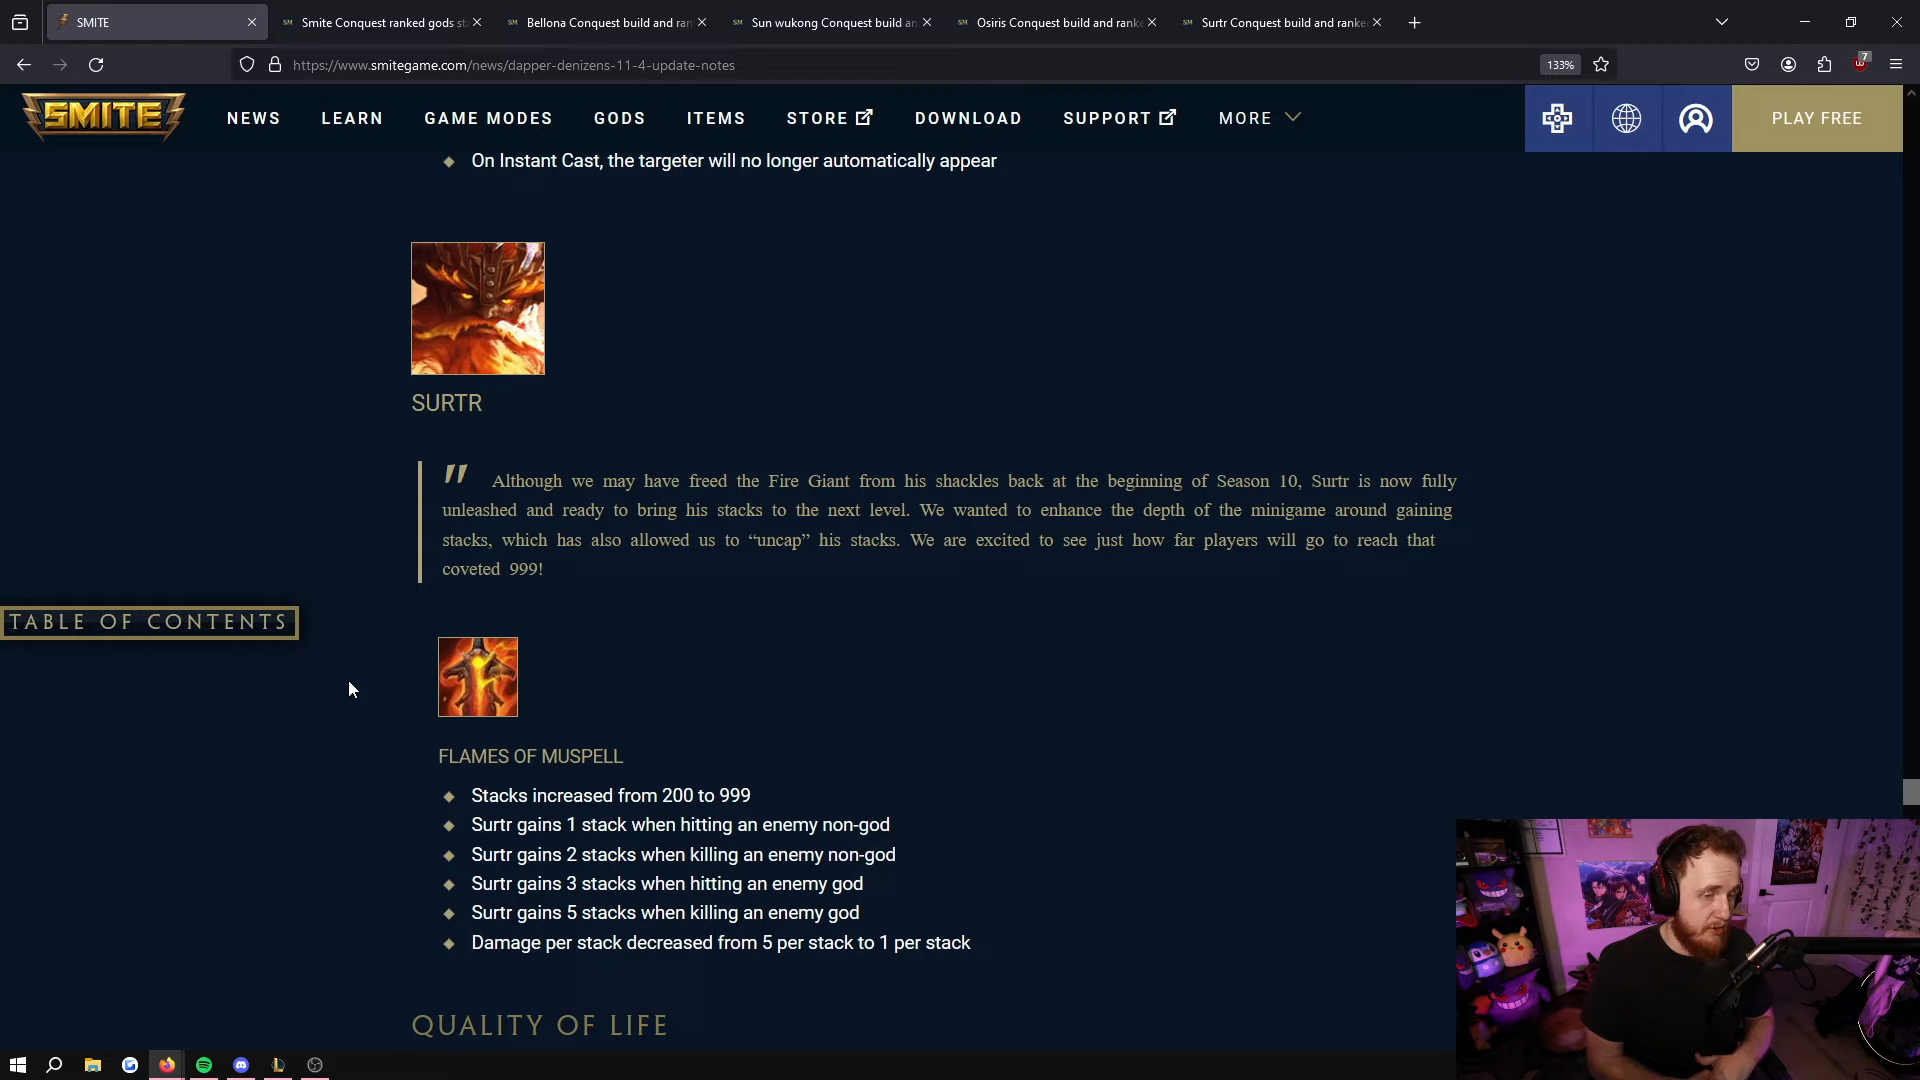 SMITE
Smite Conquest ranked gods st
Bellona Conquest build and ran
Sun wukong Conquest build an
Osiris Conquest build and ranke
Surtr Conquest build and ranked
https://www.smitegame.com/news/dapper-denizens-11-4-update-notes
133%
7
SMITE
NEWS
LEARN
GAME MODES
GODS
ITEMS
STORE
DOWNLOAD
SUPPORT
MORE
PLAY FREE
On Instant Cast, the targeter will no longer automatically appear
SURTR
" Although we may have freed the Fire Giant from his shackles back at the beginning of Season 10, Surtr is now fully
unleashed and ready to bring his stacks to the next level. We wanted to enhance the depth of the minigame around gaining
stacks, which has also allowed us to “uncap” his stacks. We are excited to see just how far players will go to reach that
coveted 999!
TABLE OF CONTENTS
FLAMES OF MUSPELL
Stacks increased from 200 to 999
Surtr gains 1 stack when hitting an enemy non-god
Surtr gains 2 stacks when killing an enemy non-god
Surtr gains 3 stacks when hitting an enemy god
Surtr gains 5 stacks when killing an enemy god
Damage per stack decreased from 5 per stack to 1 per stack
QUALITY OF LIFE